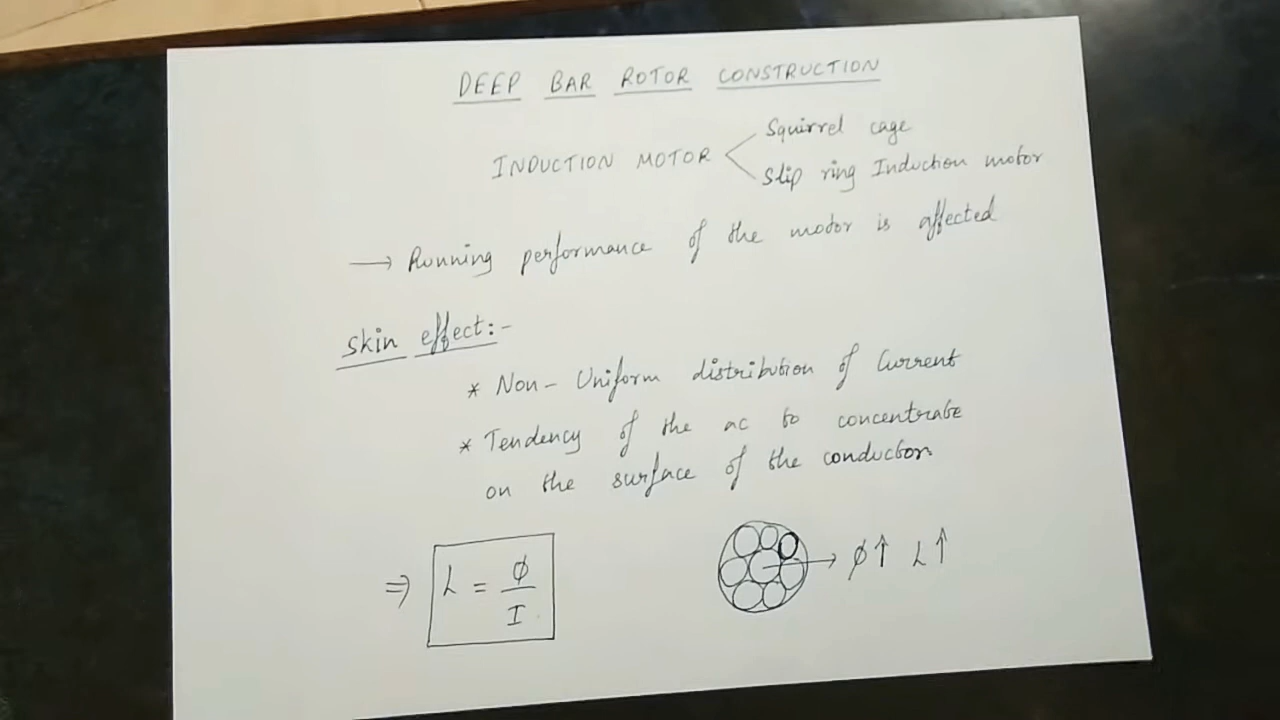 DEEP BAR ROTOR CONSTRUCTION
INDUCTION MOTOR
Squirrel cage
Slip ring Induction motor
→ Running performance of the motor is affected
Skin effect:-
* Non-Uniform distribution of Current
* Tendency of the ac to concentrate
on the surface of the conductor.
⇒ L = ϕ/I
→ ϕ↑ L↑